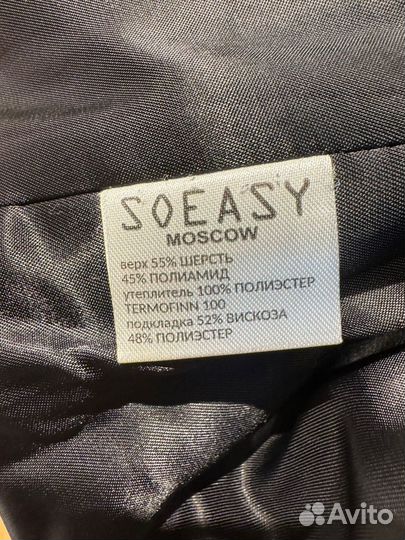 SOEASY
MOSCOW
верх 55% ШЕРСТЬ
45% ПОЛИАМИД
утеплитель 100% ПОЛИЭСТЕР
TERMOFINN 100
подкладка 52% ВИСКОЗА
48% ПОЛИЭСТЕР
Avito